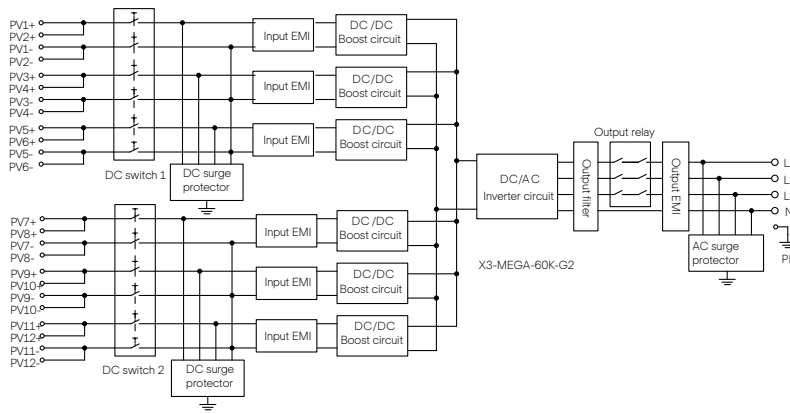 PV1+
PV2+
PV1-
PV2-
PV3+
PV4+
PV3-
PV4-
PV5+
PV6+
PV5-
PV6-
DC switch 1
DC surge
protector
Input EMI
DC /DC
Boost circuit
Input EMI
DC/DC
Boost circuit
Input EMI
DC/DC
Boost circuit
PV7+
PV8+
PV7-
PV8-
PV9+
PV10+
PV9-
PV10-
PV11+
PV12+
PV11-
PV12-
DC switch 2
DC surge
protector
Input EMI
DC/DC
Boost circuit
Input EMI
DC/DC
Boost circuit
Input EMI
DC/DC
Boost circuit
DC/AC
Inverter circuit
Output filter
Output relay
Output EMI
AC surge
protector
L
L
L
N
X3-MEGA-60K-G2